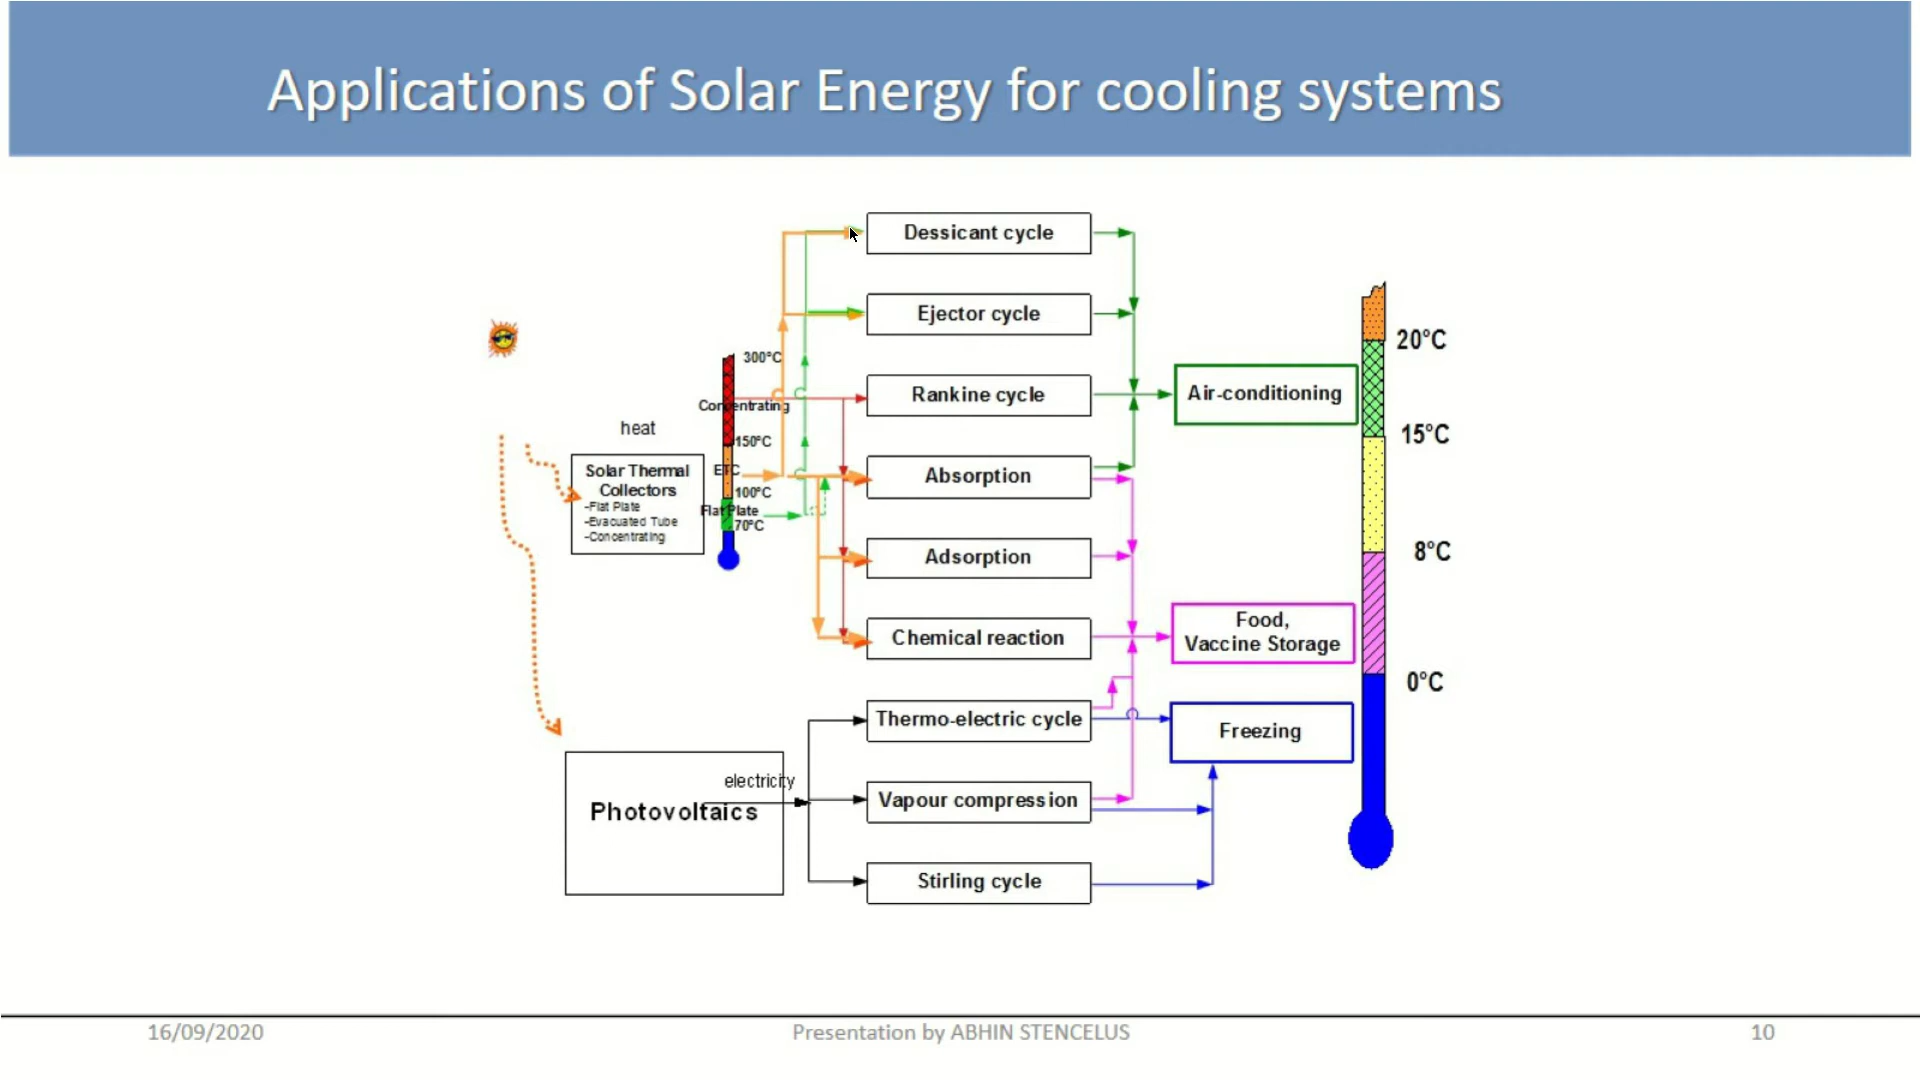 Applications of Solar Energy for cooling systems
heat
Solar Thermal
Collectors
-Flat Plate
-Evacuated Tube
-Concentrating
300°C
Concentrating
150°C
ETC
100°C
Flat Plate
70°C
Photovoltaics
electricity
Dessicant cycle
Ejector cycle
Rankine cycle
Absorption
Adsorption
Chemical reaction
Thermo-electric cycle
Vapour compression
Stirling cycle
Air-conditioning
Food,
Vaccine Storage
Freezing
20°C
15°C
8°C
0°C
16/09/2020
Presentation by ABHIN STENCELUS
10